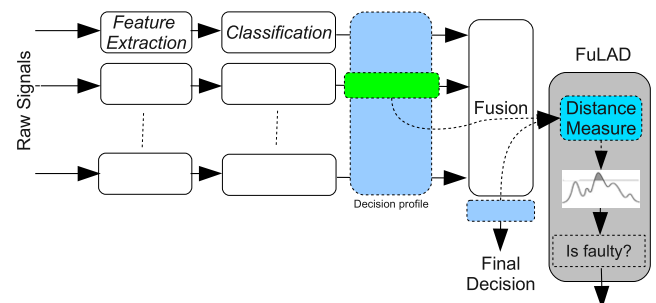 Raw Signals
Feature
Extraction
Classification
Decision profile
Fusion
Final
Decision
FuLAD
Distance
Measure
Is faulty?